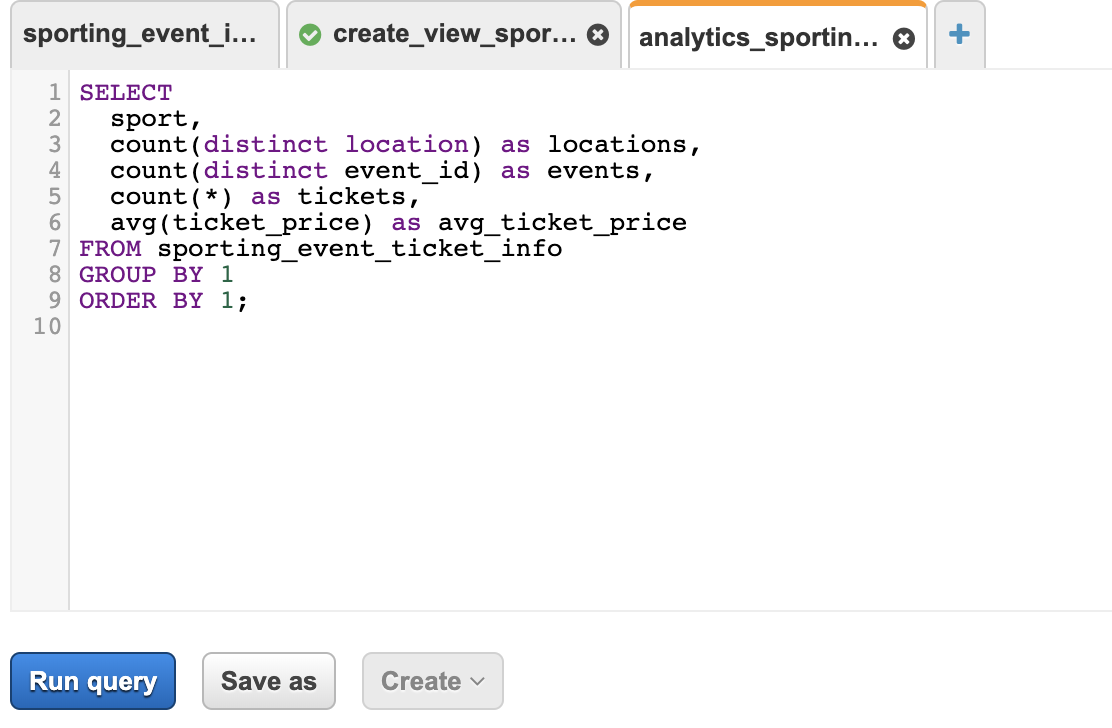 sporting_event_i...
create_view_spor...
analytics_sportin...
+
1 SELECT
2 sport,
3 count(distinct location) as locations,
4 count(distinct event_id) as events,
5 count(*) as tickets,
6 avg(ticket_price) as avg_ticket_price
7 FROM sporting_event_ticket_info
8 GROUP BY 1
9 ORDER BY 1;
10
Run query
Save as
Create